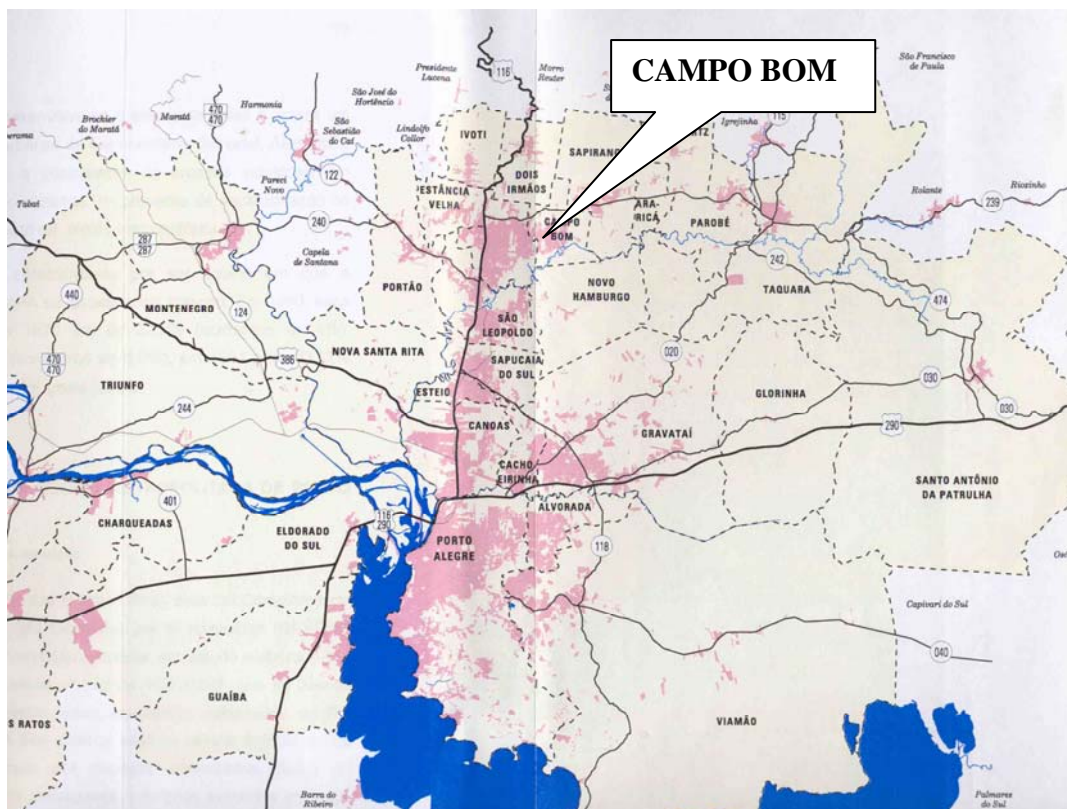 CAMPO BOM
São Francisco
de Paula
116
Presidente
Lucena
Morro
Reuter
São José do
Hortêncio
470
470
Harmonia
Maratá
Brochier
do Maratá
São
Sebastião
do Caí
Lindolfo
Collor
IVOTI
Igrejinha
115
SAPIRANGA
DOIS
IRMÃOS
122
Pareci
Novo
ESTÂNCIA
VELHA
ARA-
RICÁ
PAROBÉ
Rolante
Riozinho
239
Tabaí
240
CAMPO
BOM
287
287
Capela
de Santana
242
NOVO
HAMBURGO
TAQUARA
PORTÃO
440
474
MONTENEGRO
124
SÃO
LEOPOLDO
386
NOVA SANTA RITA
020
SAPUCAIA
DO SUL
470
470
TRIUNFO
030
ESTEIO
GLORINHA
244
030
CANOAS
GRAVATAÍ
290
CACHO
EIRINHA
SANTO ANTÔNIO
DA PATRULHA
401
ALVORADA
CHARQUEADAS
116
290
ELDORADO
DO SUL
PORTO
ALEGRE
118
Capivari do Sul
040
GUAÍBA
S RATOS
VIAMÃO
Barra do
Ribeiro
Palmares
do Sul